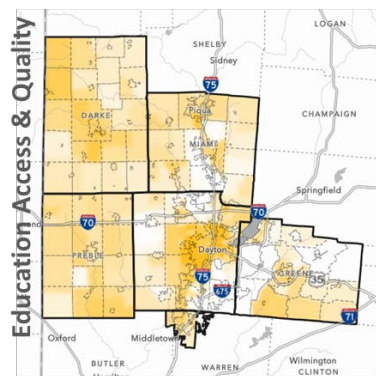 Education Access & Quality
LOGAN
SHELBY
Sidney
75
Piqua
DARKE
CHAMPAIGN
MIAMI
Springfield
70
70
Dayton
PREBLE
GREENE
35
75
675
71
Oxford
Middletown
Wilmington
BUTLER
WARREN
CLINTON